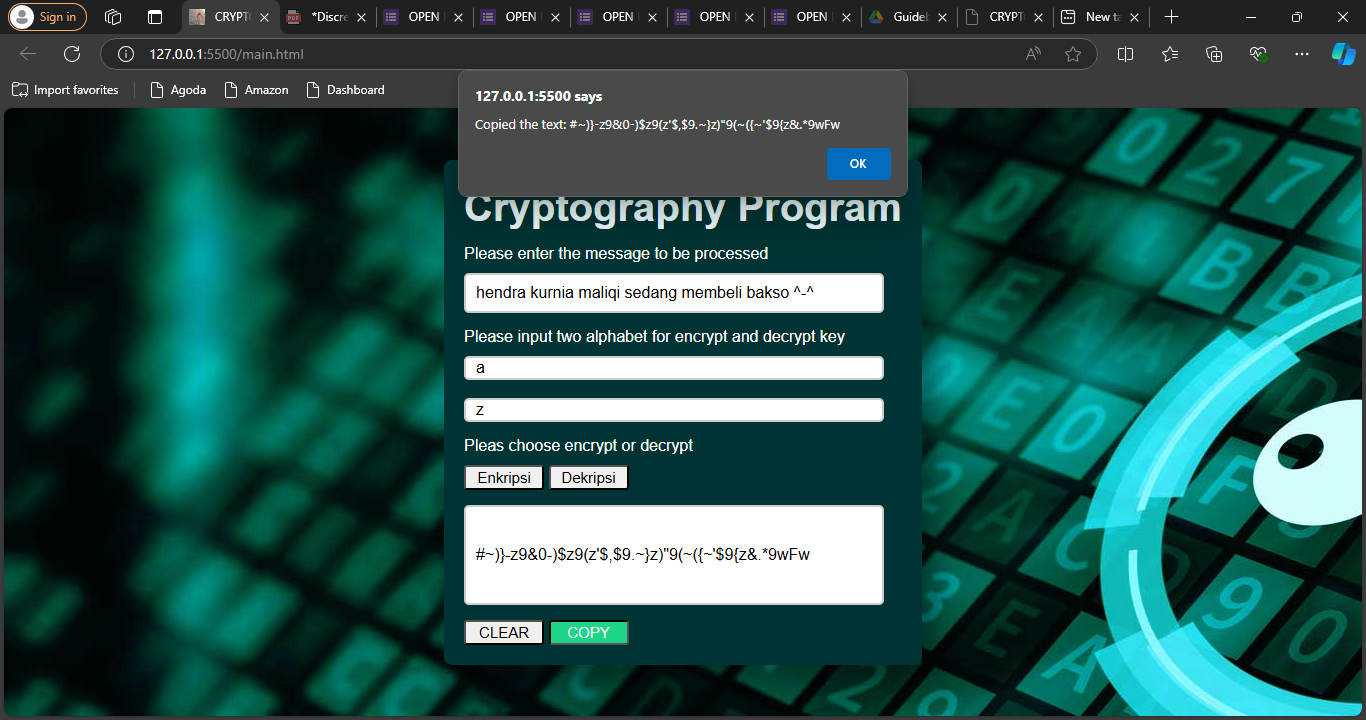 Sign in
CRYPT
*Discre
OPEN
OPEN
OPEN
OPEN
OPEN
Guideb
CRYPT
New ta
127.0.0.1:5500/main.html
Import favorites
Agoda
Amazon
Dashboard
127.0.0.1:5500 says
Copied the text: #~)}-z9&0-)$z9(z'$,$9.~}z)"9(~({~'$9{z&.*9wFw
OK
Cryptography Program
Please enter the message to be processed
hendra kurnia maliqi sedang membeli bakso ^-^
Please input two alphabet for encrypt and decrypt key
a
z
Pleas choose encrypt or decrypt
Enkripsi
Dekripsi
#~)}-z9&0-)$z9(z'$,$9.~}z)"9(~({~'$9{z&.*9wFw
CLEAR
COPY